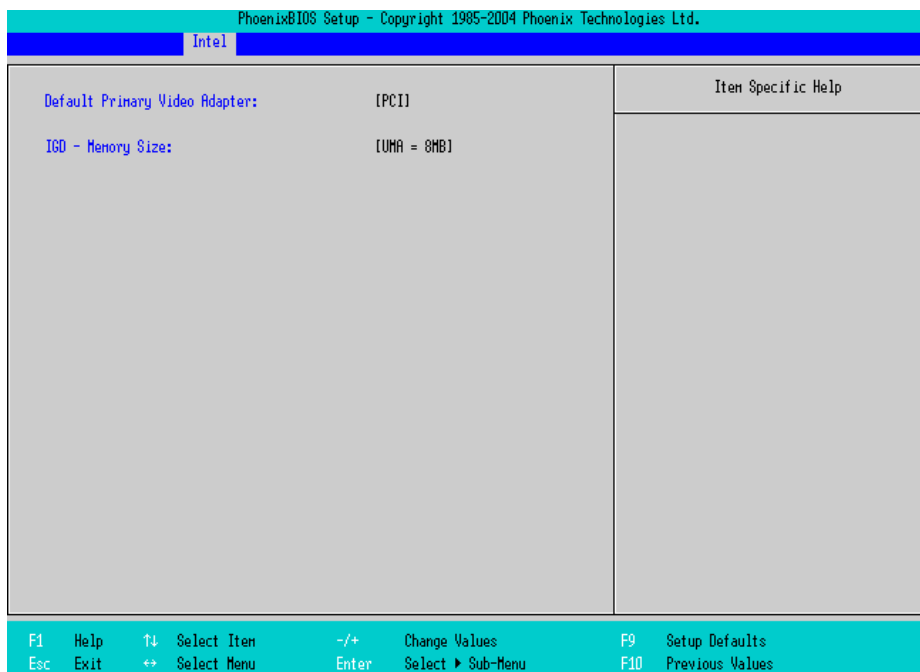 PhoenixBIOS Setup - Copyright 1985-2004 Phoenix Technologies Ltd.
Intel
Default Primary Video Adapter: [PCI]
IGD - Memory Size: [UMA = 8MB]
Item Specific Help
F1 Help ↑↓ Select Item -/+ Change Values F9 Setup Defaults
Esc Exit ↔ Select Menu Enter Select ▶ Sub-Menu F10 Previous Values